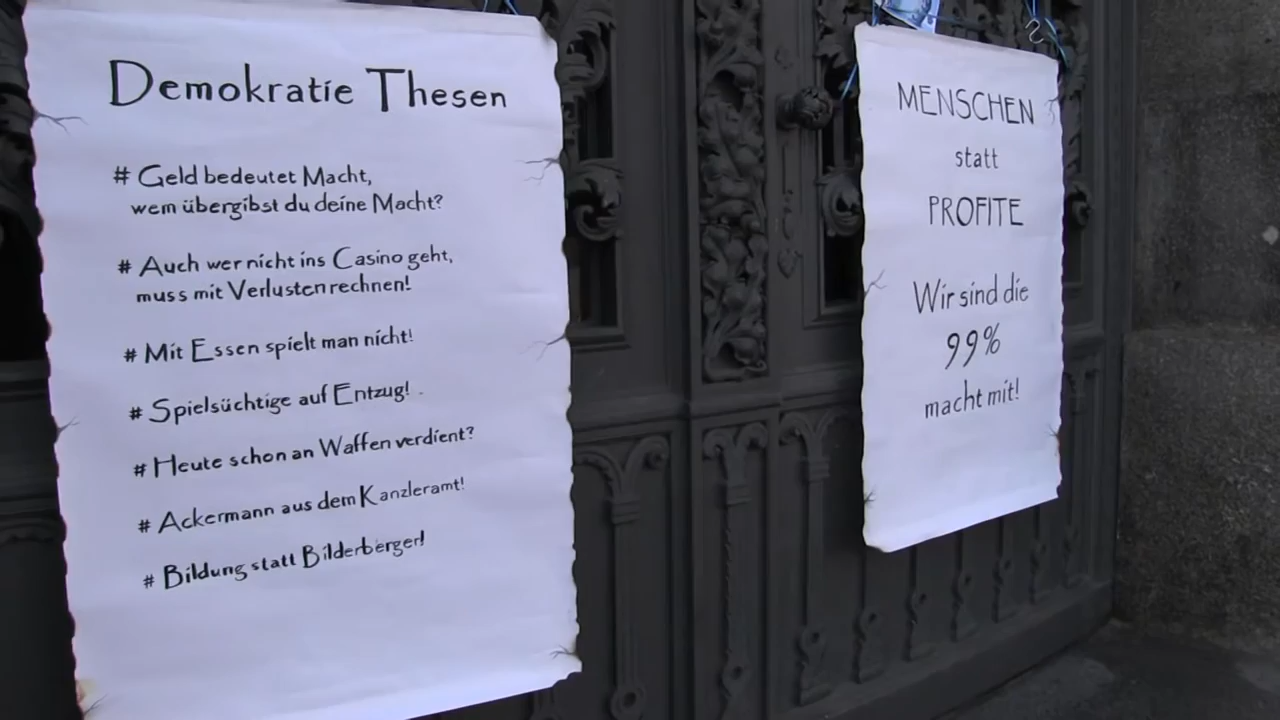 Demokratie Thesen
# Geld bedeutet Macht,
wem übergibst du deine Macht?
# Auch wer nicht ins Casino geht,
muss mit Verlusten rechnen!
# Mit Essen spielt man nicht!
# Spielsüchtige auf Entzug!
# Heute schon an Waffen verdient?
# Ackermann aus dem Kanzleramt!
# Bildung statt Bilderberger!
MENSCHEN
statt
PROFITE
Wir sind die
99%
macht mit!